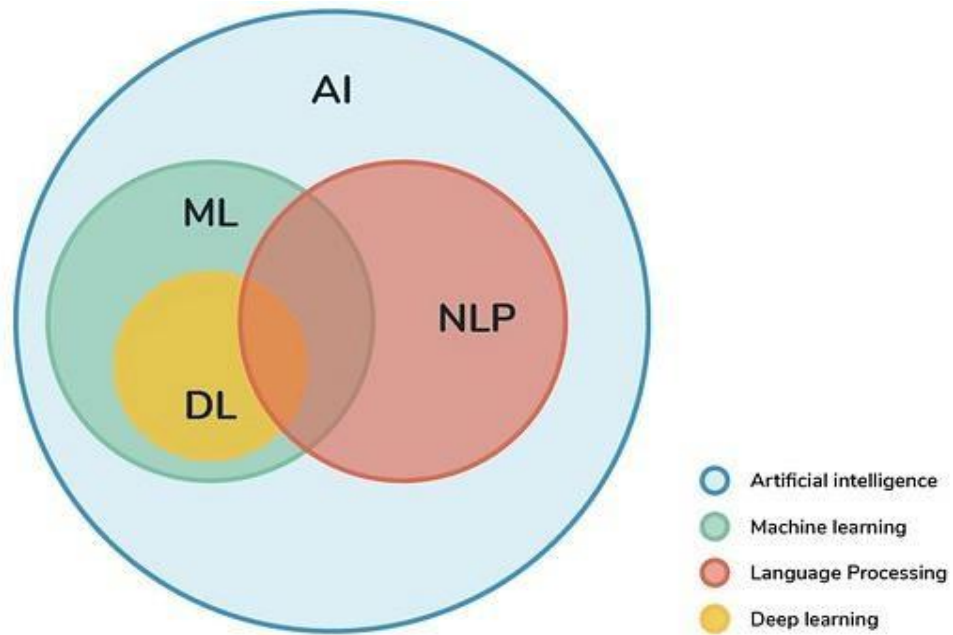 AI
ML
NLP
DL
Artificial intelligence
Machine learning
Language Processing
Deep learning